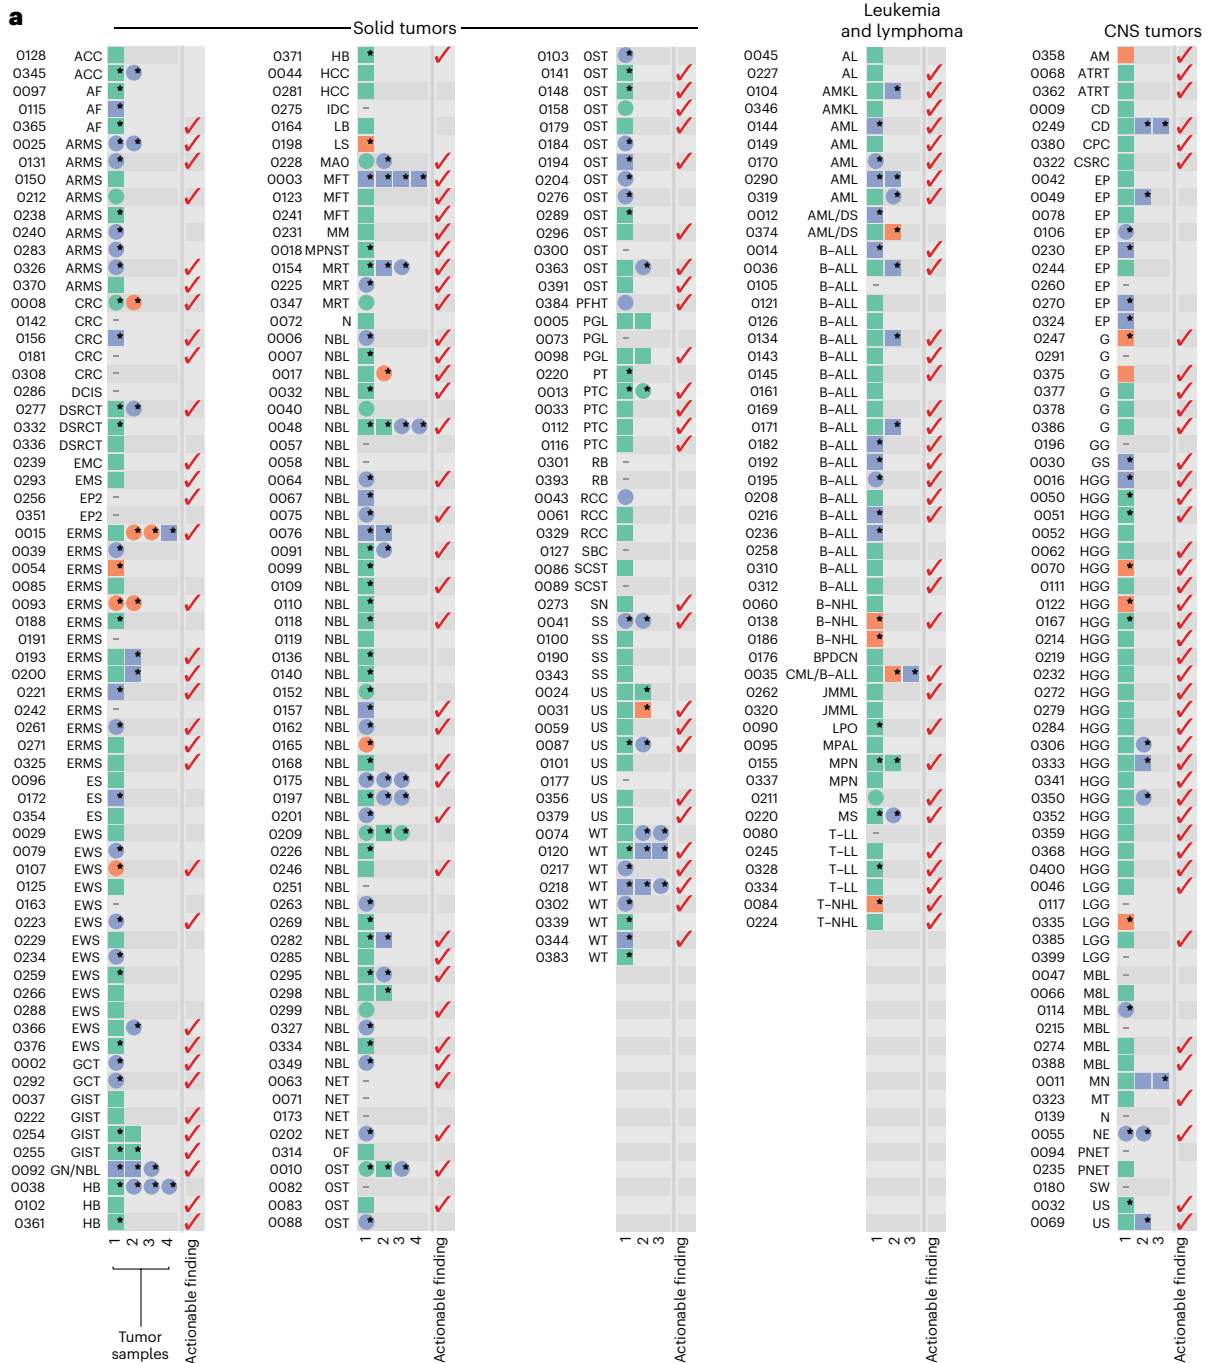 a
Solid tumors
0128 ACC
0345 ACC
0097 AF
0115 AF
0365 AF
0025 ARMS
0131 ARMS
0150 ARMS
0212 ARMS
0238 ARMS
0240 ARMS
0283 ARMS
0326 ARMS
0370 ARMS
0008 CRC
0142 CRC
0156 CRC
0181 CRC
0308 CRC
0286 DCIS
0277 DSRCT
0332 DSRCT
0336 DSRCT
0239 EMC
0293 EMS
0256 EP2
0351 EP2
0015 ERMS
0039 ERMS
0054 ERMS
0085 ERMS
0093 ERMS
0188 ERMS
0191 ERMS
0193 ERMS
0200 ERMS
0221 ERMS
0242 ERMS
0261 ERMS
0271 ERMS
0325 ERMS
0096 ES
0172 ES
0354 ES
0029 EWS
0079 EWS
0107 EWS
0125 EWS
0163 EWS
0223 EWS
0229 EWS
0234 EWS
0259 EWS
0266 EWS
0288 EWS
0366 EWS
0376 EWS
0002 GCT
0292 GCT
0037 GIST
0222 GIST
0254 GIST
0255 GIST
0092 GN/NBL
0038 HB
0102 HB
0361 HB
1 2 3 4
Actionable finding
Tumor
samples
0371 HB
0044 HCC
0281 HCC
0275 IDC
0164 LB
0198 LS
0228 MA0
0003 MFT
0123 MFT
0241 MFT
0231 MM
0018 MPNST
0154 MRT
0225 MRT
0347 MRT
0072 N
0006 NBL
0007 NBL
0017 NBL
0032 NBL
0040 NBL
0048 NBL
0057 NBL
0058 NBL
0064 NBL
0067 NBL
0075 NBL
0076 NBL
0091 NBL
0099 NBL
0109 NBL
0110 NBL
0118 NBL
0119 NBL
0136 NBL
0140 NBL
0152 NBL
0157 NBL
0162 NBL
0165 NBL
0168 NBL
0175 NBL
0197 NBL
0201 NBL
0209 NBL
0226 NBL
0246 NBL
0251 NBL
0263 NBL
0269 NBL
0282 NBL
0285 NBL
0295 NBL
0298 NBL
0299 NBL
0327 NBL
0334 NBL
0349 NBL
0063 NET
0071 NET
0173 NET
0202 NET
0314 OF
0010 0ST
0082 0ST
0083 0ST
0088 0ST
1 2 3 4
Actionable finding
0103 OST
0141 OST
0148 OST
0158 OST
0179 OST
0184 OST
0194 OST
0204 OST
0276 OST
0289 OST
0296 OST
0300 OST
0363 OST
0391 OST
0384 PFHT
0005 PGL
0073 PGL
0098 PGL
0220 PT
0013 PTC
0033 PTC
0112 PTC
0116 PTC
0301 RB
0393 RB
0043 RCC
0061 RCC
0329 RCC
0127 SBC
0086 SCST
0089 SCST
0273 SN
0041 SS
0100 SS
0190 SS
0343 SS
0024 US
0031 US
0059 US
0087 US
0101 US
0177 US
0356 US
0379 US
0074 WT
0120 WT
0217 WT
0218 WT
0302 WT
0339 WT
0344 WT
0383 WT
1 2 3
Actionable finding
Leukemia
and lymphoma
0045 AL
0227 AL
0104 AMKL
0346 AMKL
0144 AML
0149 AML
0170 AML
0290 AML
0319 AML
0012 AML/DS
0374 AML/DS
0014 B–ALL
0036 B–ALL
0105 B–ALL
0121 B–ALL
0126 B–ALL
0134 B–ALL
0143 B–ALL
0145 B–ALL
0161 B–ALL
0169 B–ALL
0171 B–ALL
0182 B–ALL
0192 B–ALL
0195 B–ALL
0208 B–ALL
0216 B–ALL
0236 B–ALL
0258 B–ALL
0310 B–ALL
0312 B–ALL
0060 B–NHL
0138 B–NHL
0186 B–NHL
0176 BPDCN
0035 CML/B–ALL
0262 JMML
0320 JMML
0090 LPO
0095 MPAL
0155 MPN
0337 MPN
0211 M5
0220 MS
0080 T–LL
0245 T–LL
0328 T–LL
0334 T–LL
0084 T–NHL
0224 T–NHL
1 2 3
Actionable finding
CNS tumors
0358 AM
0068 ATRT
0362 ATRT
0009 CD
0249 CD
0380 CPC
0322 CSRC
0042 EP
0049 EP
0078 EP
0106 EP
0230 EP
0244 EP
0260 EP
0270 EP
0324 EP
0247 G
0291 G
0375 G
0377 G
0378 G
0386 G
0196 GG
0030 GS
0016 HGG
0050 HGG
0051 HGG
0052 HGG
0062 HGG
0070 HGG
0111 HGG
0122 HGG
0167 HGG
0214 HGG
0219 HGG
0232 HGG
0272 HGG
0279 HGG
0284 HGG
0306 HGG
0333 HGG
0341 HGG
0350 HGG
0352 HGG
0359 HGG
0368 HGG
0400 HGG
0046 LGG
0117 LGG
0335 LGG
0385 LGG
0399 LGG
0047 MBL
0066 M8L
0114 MBL
0215 MBL
0274 MBL
0388 MBL
0011 MN
0323 MT
0139 N
0055 NE
0094 PNET
0235 PNET
0180 SW
0032 US
0069 US
1 2 3
Actionable finding